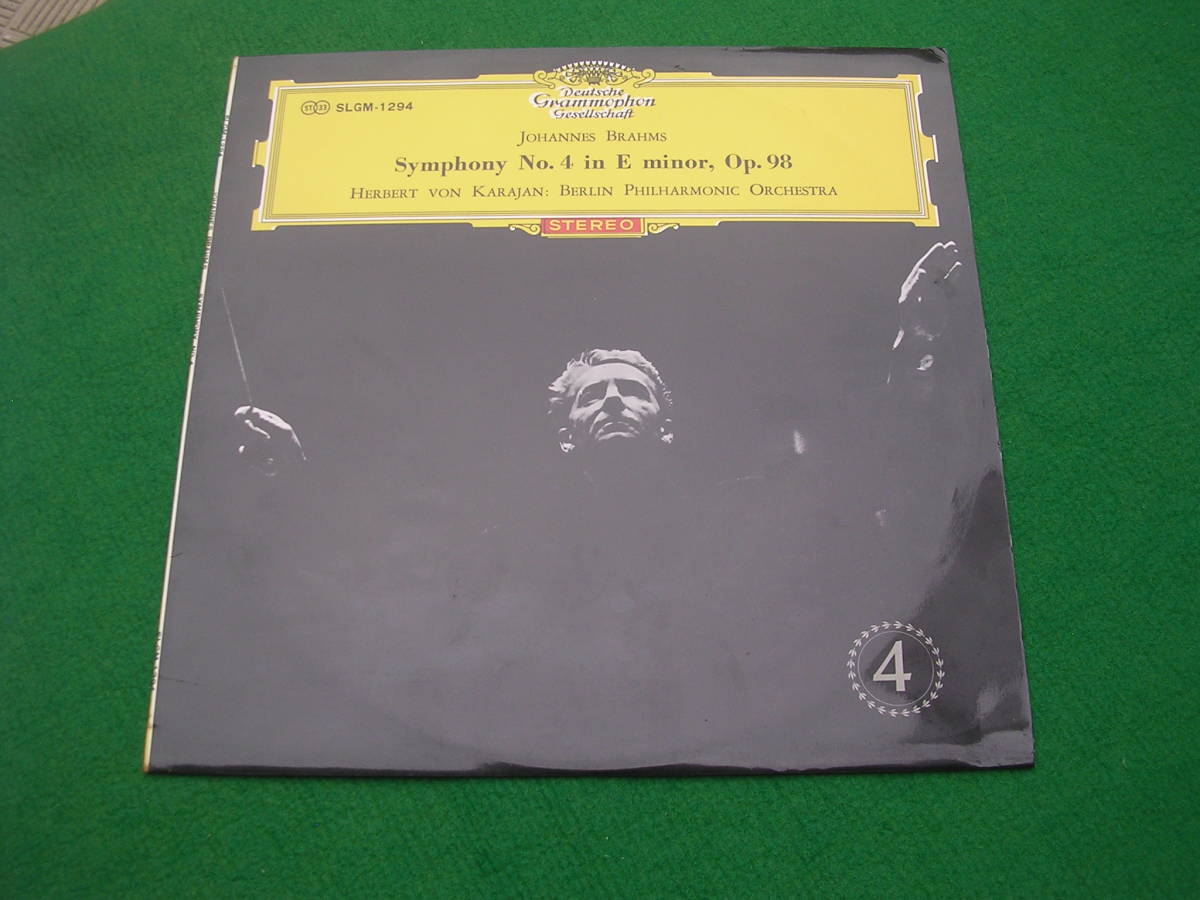 ST 33 SLGM-1294
Deutsche
Grammophon
Gesellschaft
JOHANNES BRAHMS
Symphony No. 4 in E minor, Op. 98
HERBERT VON KARAJAN: BERLIN PHILHARMONIC ORCHESTRA
STEREO
4